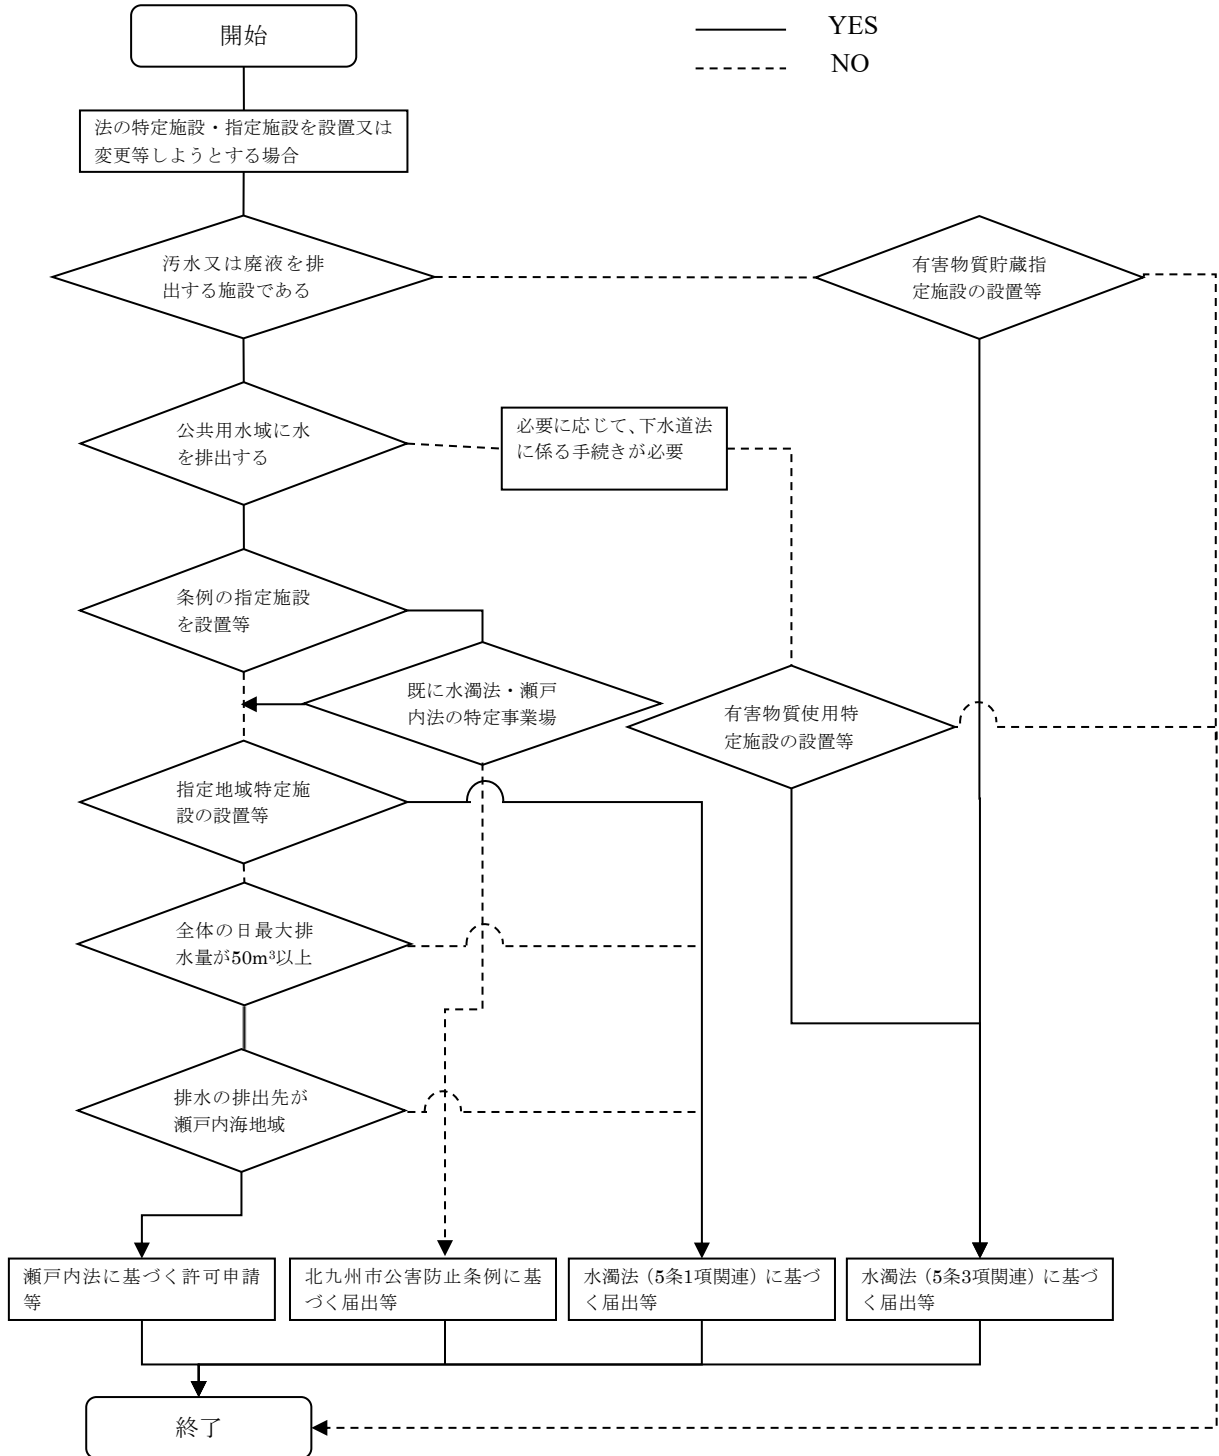 開始
YES
NO
法の特定施設・指定施設を設置又は
変更等しようとする場合
汚水又は廃液を排
出する施設である
有害物質貯蔵指
定施設の設置等
公共用水域に水
を排出する
必要に応じて、下水道法
に係る手続きが必要
条例の指定施設
を設置等
既に水濁法・瀬戸
内法の特定事業場
有害物質使用特
定施設の設置等
指定地域特定施
設の設置等
全体の日最大排
水量が50m³以上
排水の排出先が
瀬戸内海地域
瀬戸内法に基づく許可申請
等
北九州市公害防止条例に基
づく届出等
水濁法（5条1項関連）に基づ
く届出等
水濁法（5条3項関連）に基づ
く届出等
終了